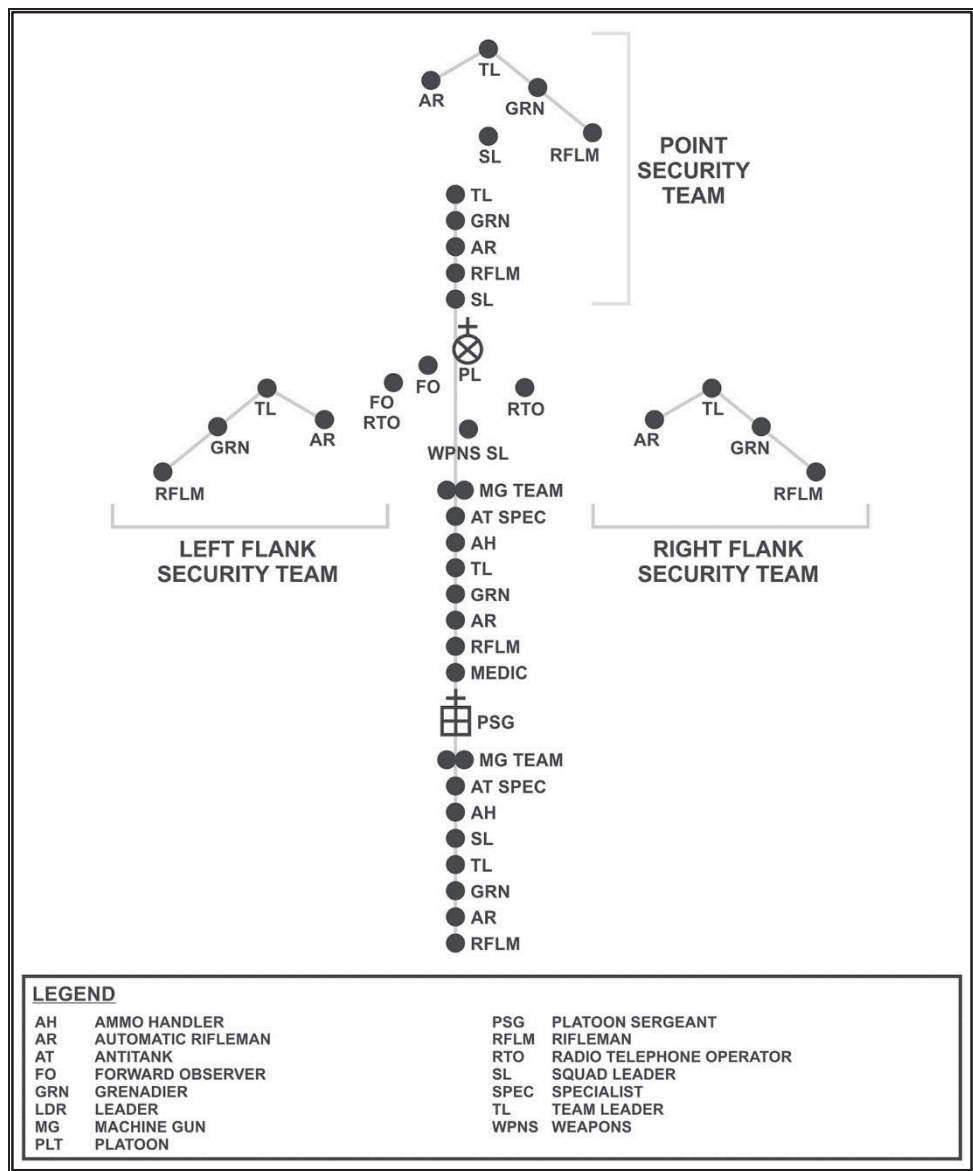 TL
AR
GRN
SL
RFLM
POINT
SECURITY
TEAM
TL
GRN
AR
RFLM
SL
PL
FO
FO
RTO
RTO
TL
GRN
AR
RFLM
LEFT FLANK
SECURITY TEAM
TL
AR
GRN
RFLM
RIGHT FLANK
SECURITY TEAM
WPNS SL
MG TEAM
AT SPEC
AH
TL
GRN
AR
RFLM
MEDIC
PSG
MG TEAM
AT SPEC
AH
SL
TL
GRN
AR
RFLM
LEGEND
AH AMMO HANDLER
AR AUTOMATIC RIFLEMAN
AT ANTITANK
FO FORWARD OBSERVER
GRN GRENADIER
LDR LEADER
MG MACHINE GUN
PLT PLATOON
PSG PLATOON SERGEANT
RFLM RIFLEMAN
RTO RADIO TELEPHONE OPERATOR
SL SQUAD LEADER
SPEC SPECIALIST
TL TEAM LEADER
WPNS WEAPONS